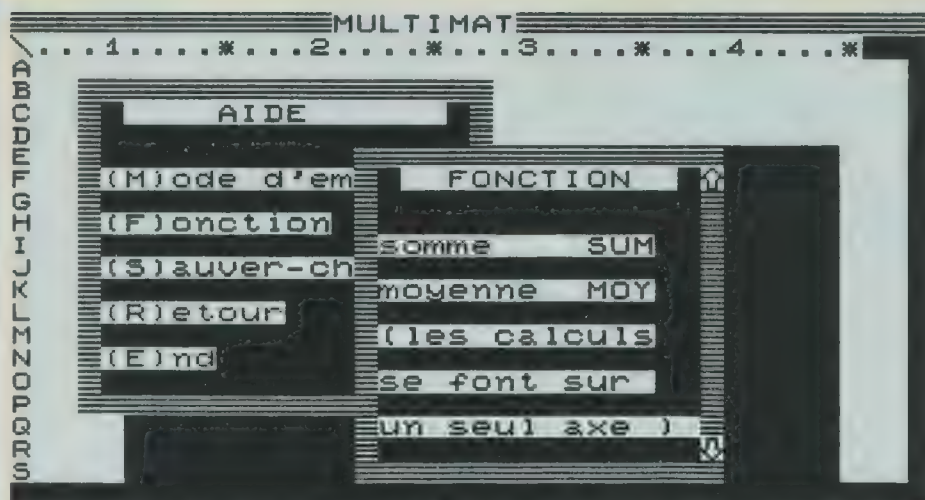 MULTIMAT
\....1....*....2....*....3....*....4....*
A
B
C
D
E
F
G
H
I
J
K
L
M
N
O
P
Q
R
S
AIDE
(M)ode d'em
(F)onction
(S)auver-ch
(R)etour
(E)nd
FONCTION
somme SUM
moyenne MOY
(les calculs
se font sur
un seul axe )